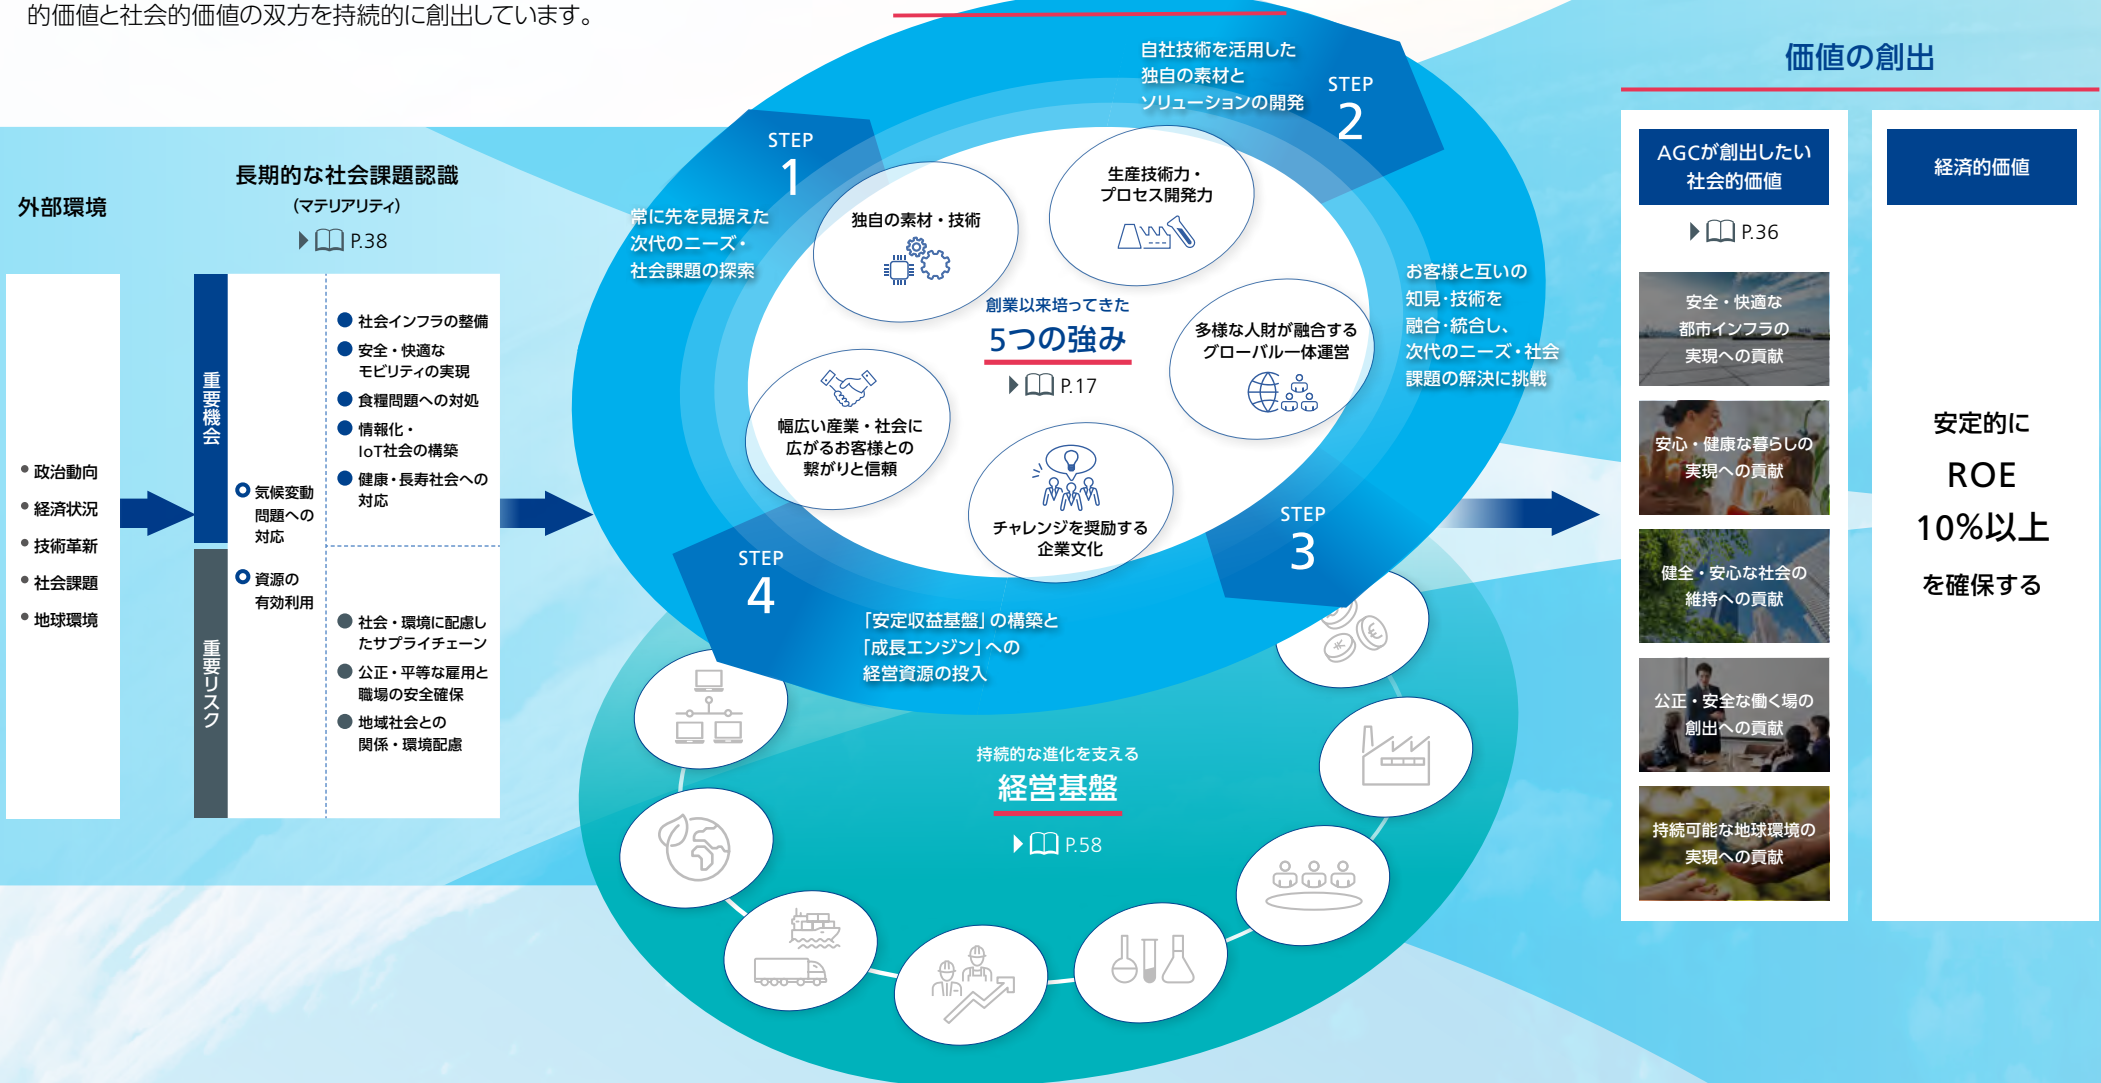 的価値と社会的価値の双方を持続的に創出しています。
外部環境
• 政治動向
• 経済状況
• 技術革新
• 社会課題
• 地球環境
長期的な社会課題認識
（マテリアリティ）
P.38
重要機会
重要リスク
気候変動
問題への
対応
資源の
有効利用
● 社会インフラの整備
● 安全・快適な
モビリティの実現
● 食糧問題への対処
● 情報化・
IoT社会の構築
● 健康・長寿社会への
対応
● 社会・環境に配慮し
たサプライチェーン
● 公正・平等な雇用と
職場の安全確保
● 地域社会との
関係・環境配慮
STEP
1
常に先を見据えた
次代のニーズ・
社会課題の探索
STEP
2
自社技術を活用した
独自の素材と
ソリューションの開発
STEP
3
お客様と互いの
知見・技術を
融合・統合し、
次代のニーズ・社会
課題の解決に挑戦
STEP
4
「安定収益基盤」の構築と
「成長エンジン」への
経営資源の投入
独自の素材・技術
生産技術力・
プロセス開発力
創業以来培ってきた
5つの強み
P.17
多様な人財が融合する
グローバル一体運営
幅広い産業・社会に
広がるお客様との
繋がりと信頼
チャレンジを奨励する
企業文化
持続的な進化を支える
経営基盤
P.58
価値の創出
AGCが創出したい
社会的価値
P.36
安全・快適な
都市インフラの
実現への貢献
安心・健康な暮らしの
実現への貢献
健全・安心な社会の
維持への貢献
公正・安全な働く場の
創出への貢献
持続可能な地球環境の
実現への貢献
経済的価値
安定的に
ROE
10%以上
を確保する